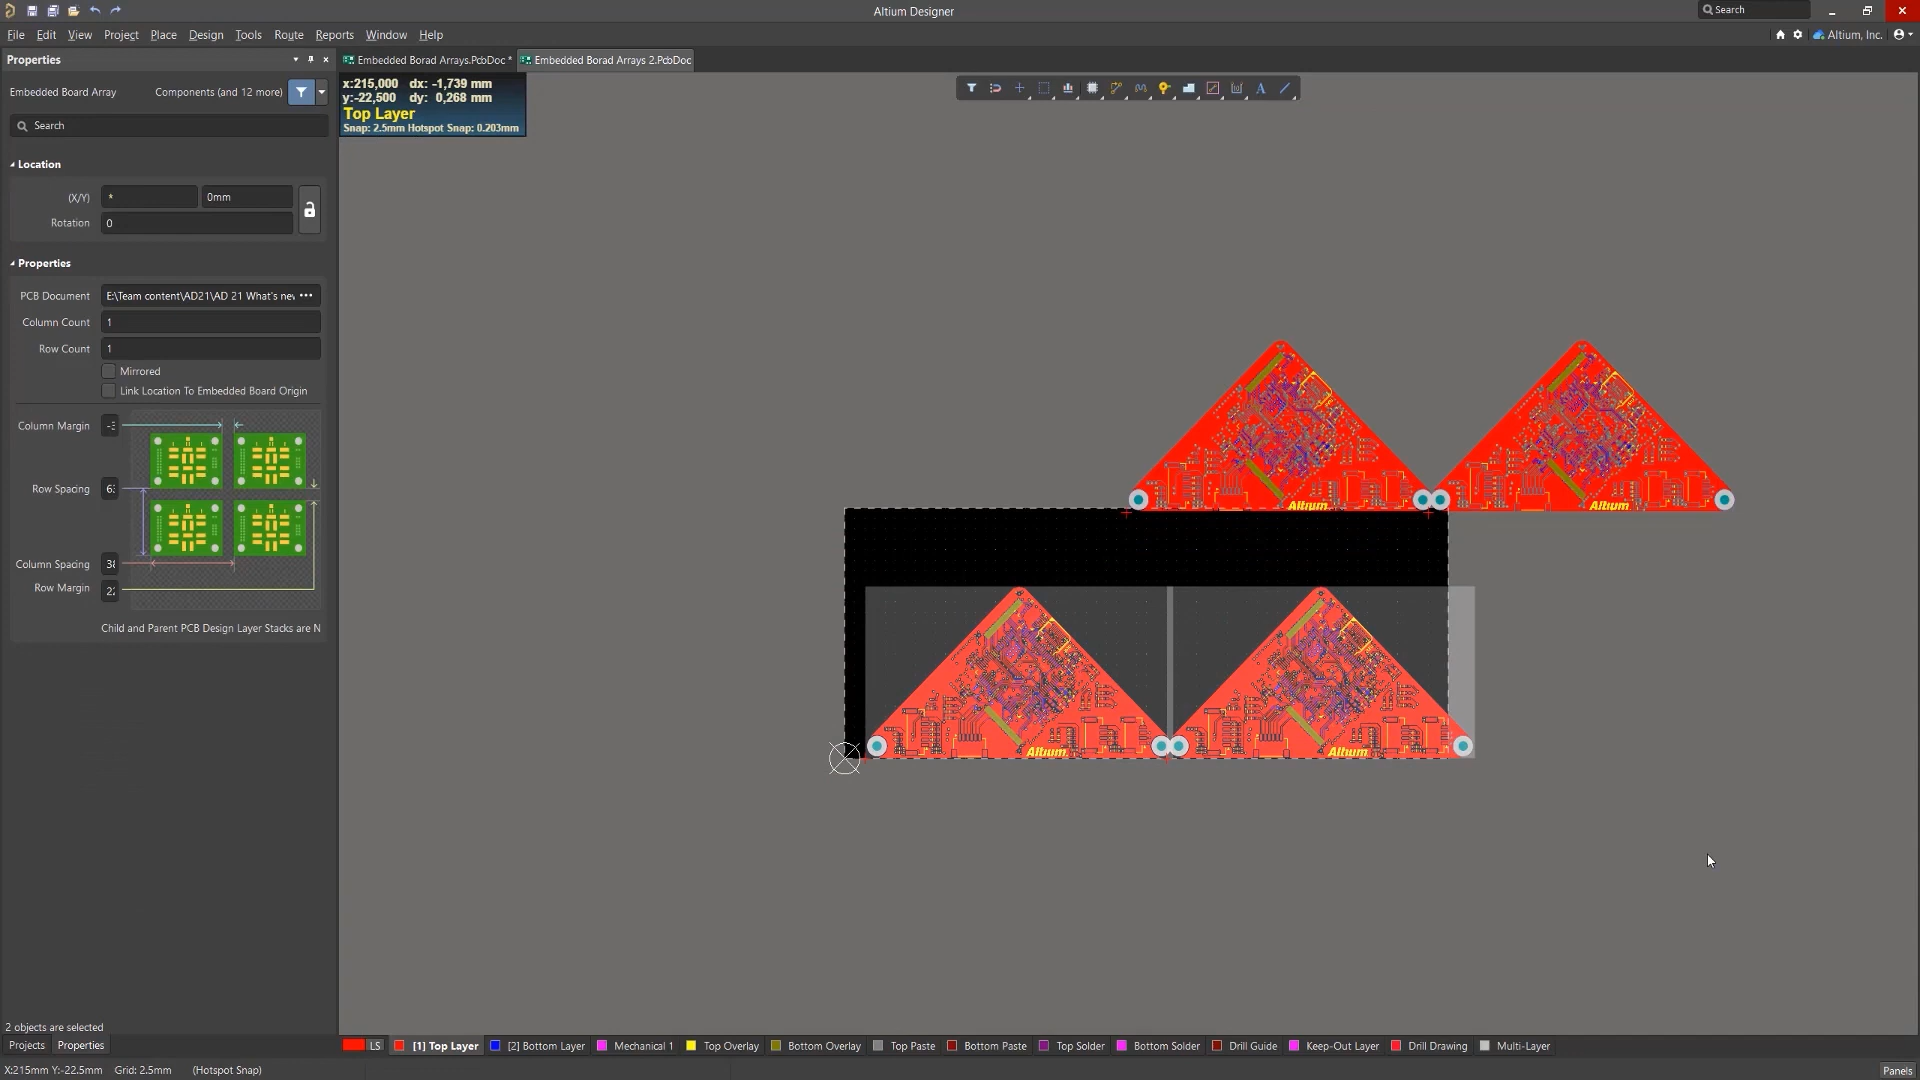 Altium Designer
Search
File Edit View Project Place Design Tools Route Reports Window Help
Altium, Inc.
Properties
Embedded Borad Arrays.PcbDoc *
Embedded Borad Arrays 2.PcbDoc
Embedded Board Array
Components (and 12 more)
x:215,000 dx: -1,739 mm
y:-22,500 dy: 0,268 mm
Top Layer
Snap: 2.5mm Hotspot Snap: 0.203mm
Search
Location
(X/Y)
*
0mm
Rotation
0
Properties
PCB Document
E:\Team content\AD21\AD 21 What's
Column Count
1
Row Count
1
Mirrored
Link Location To Embedded Board Origin
Column Margin
Row Spacing
Column Spacing
Row Margin
Child and Parent PCB Design Layer Stacks are N
Altium
Altium
Altium
Altium
2 objects are selected
Projects Properties
LS [1] Top Layer [2] Bottom Layer Mechanical 1 Top Overlay Bottom Overlay Top Paste Bottom Paste Top Solder Bottom Solder Drill Guide Keep-Out Layer Drill Drawing Multi-Layer
X:215mm Y:-22.5mm Grid: 2.5mm (Hotspot Snap)
Panels